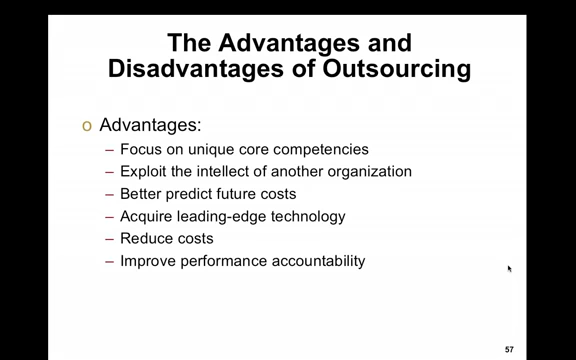 The Advantages and
Disadvantages of Outsourcing
o Advantages:
– Focus on unique core competencies
– Exploit the intellect of another organization
– Better predict future costs
– Acquire leading-edge technology
– Reduce costs
– Improve performance accountability
57